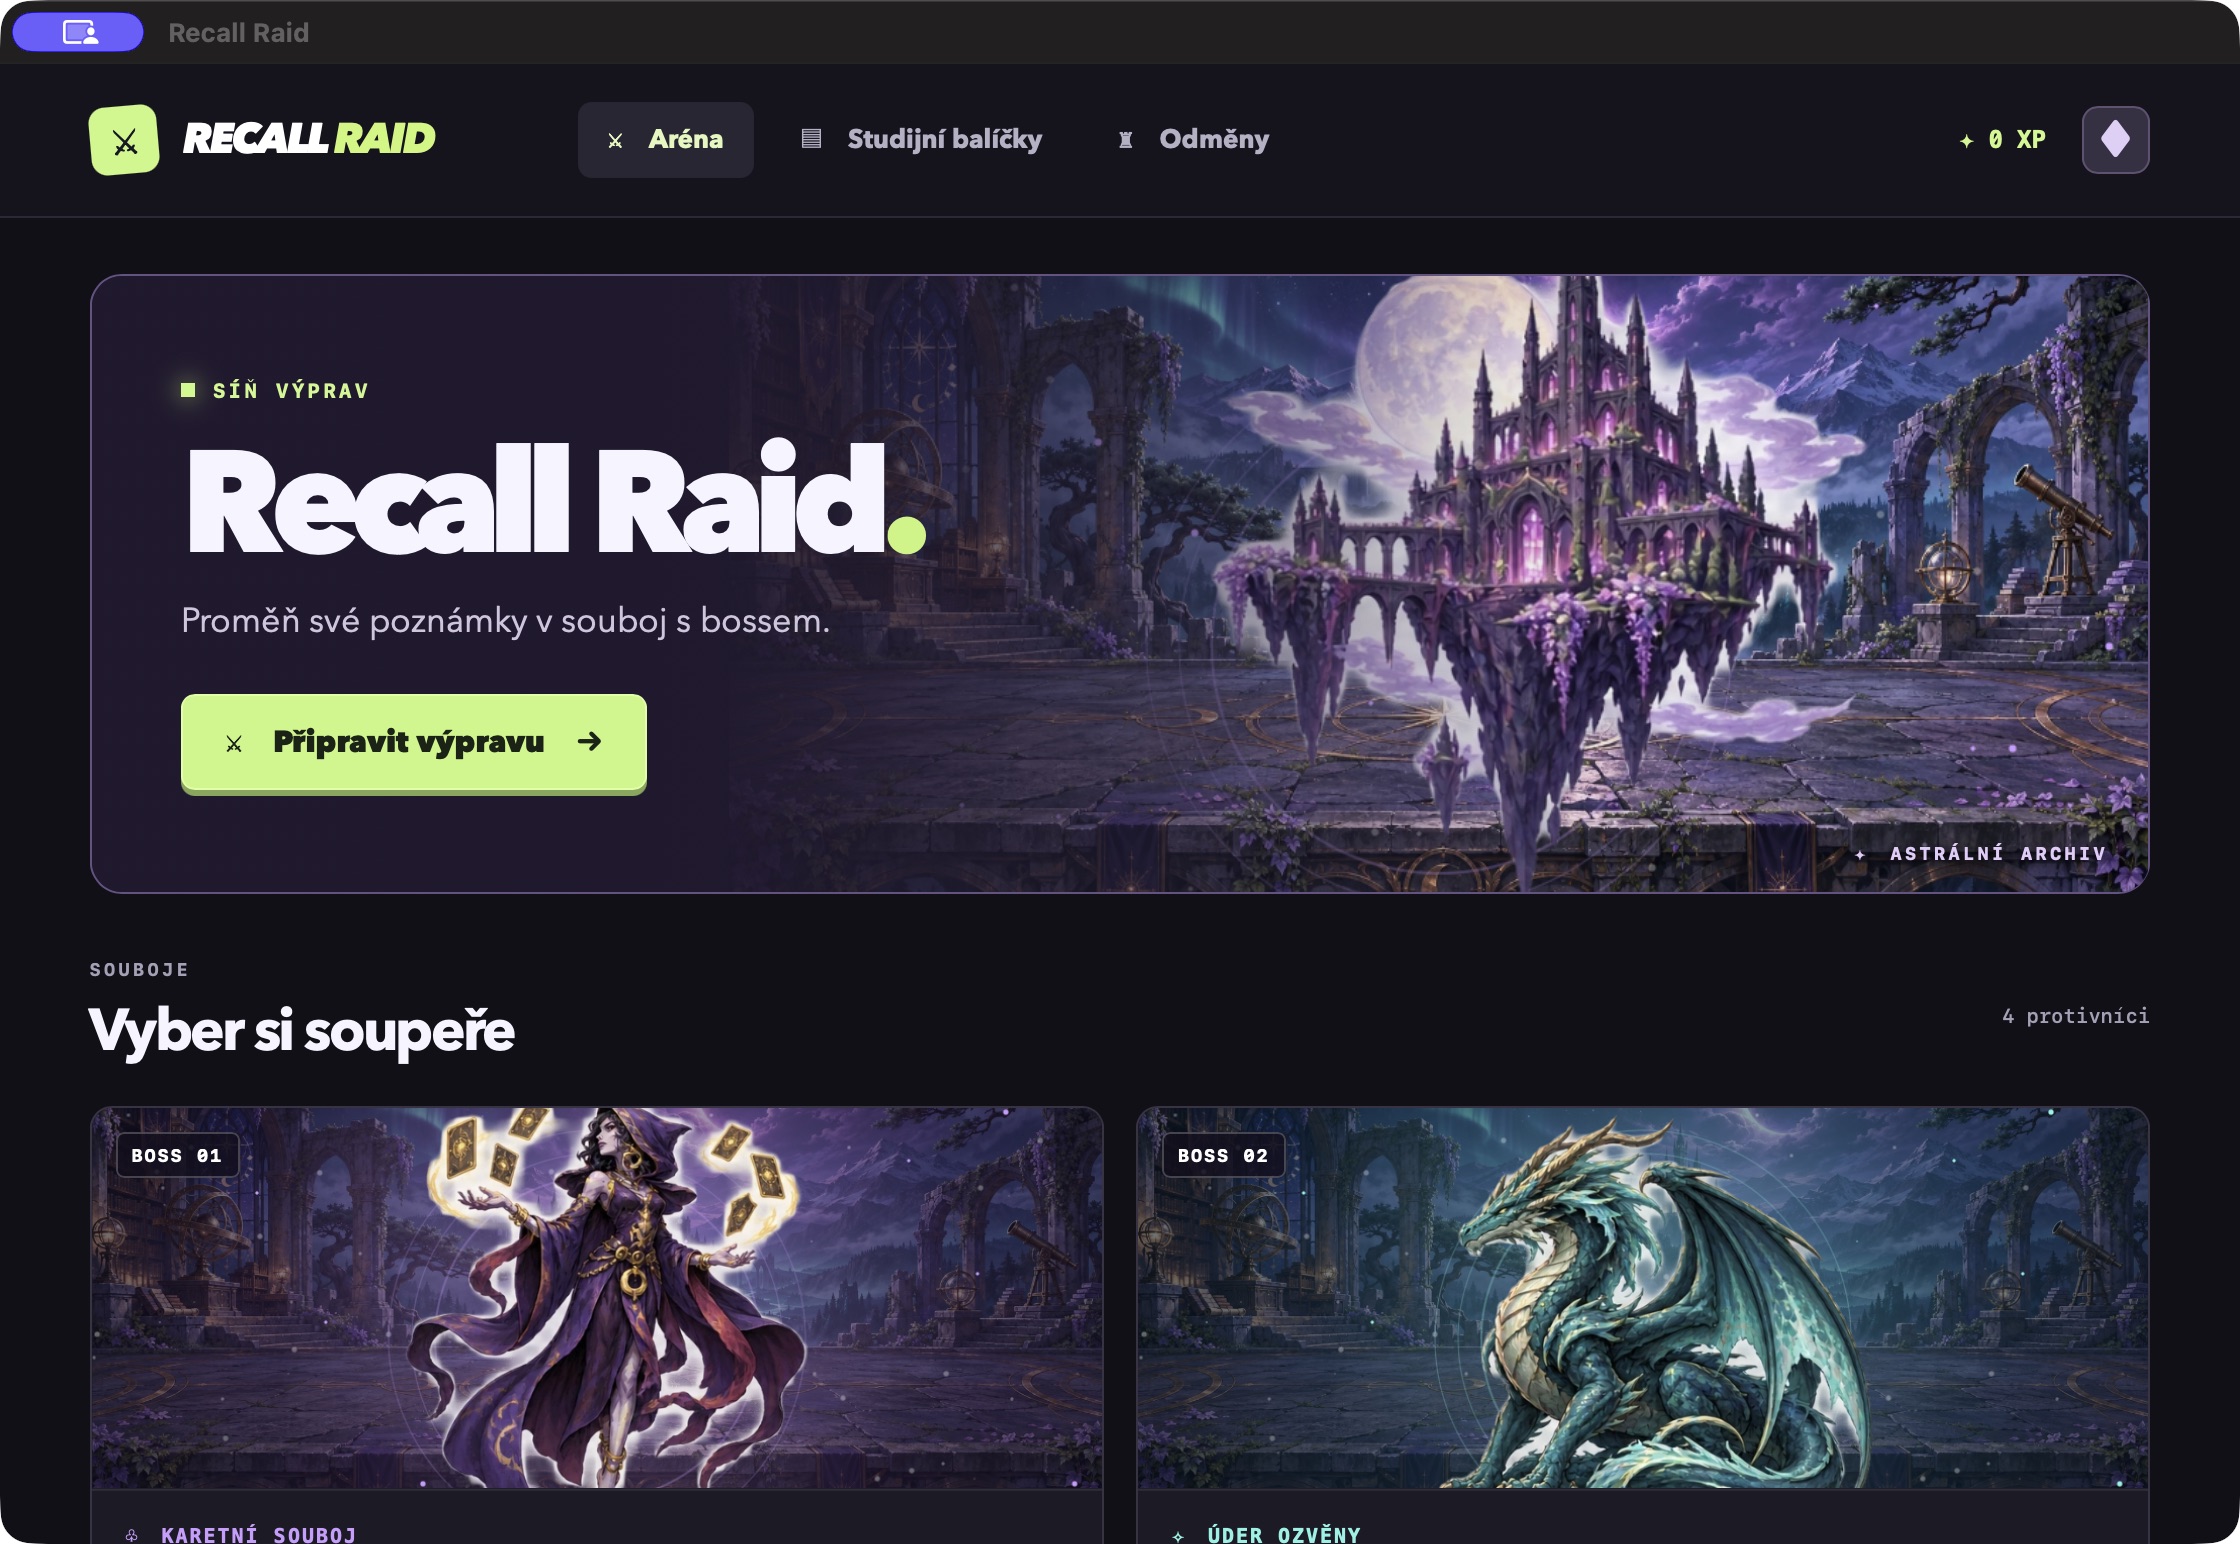 Recall Raid
RECALL RAID
Aréna
Studijní balíčky
Odměny
0 XP
SÍŇ VÝPRAV
Recall Raid.
Proměň své poznámky v souboj s bossem.
Připravit výpravu →
ASTRÁLNÍ ARCHIV
SOUBOJE
Vyber si soupeře
4 protivníci
BOSS 01
BOSS 02
KARETNÍ SOUBOJ
ÚDER OZVĚNY